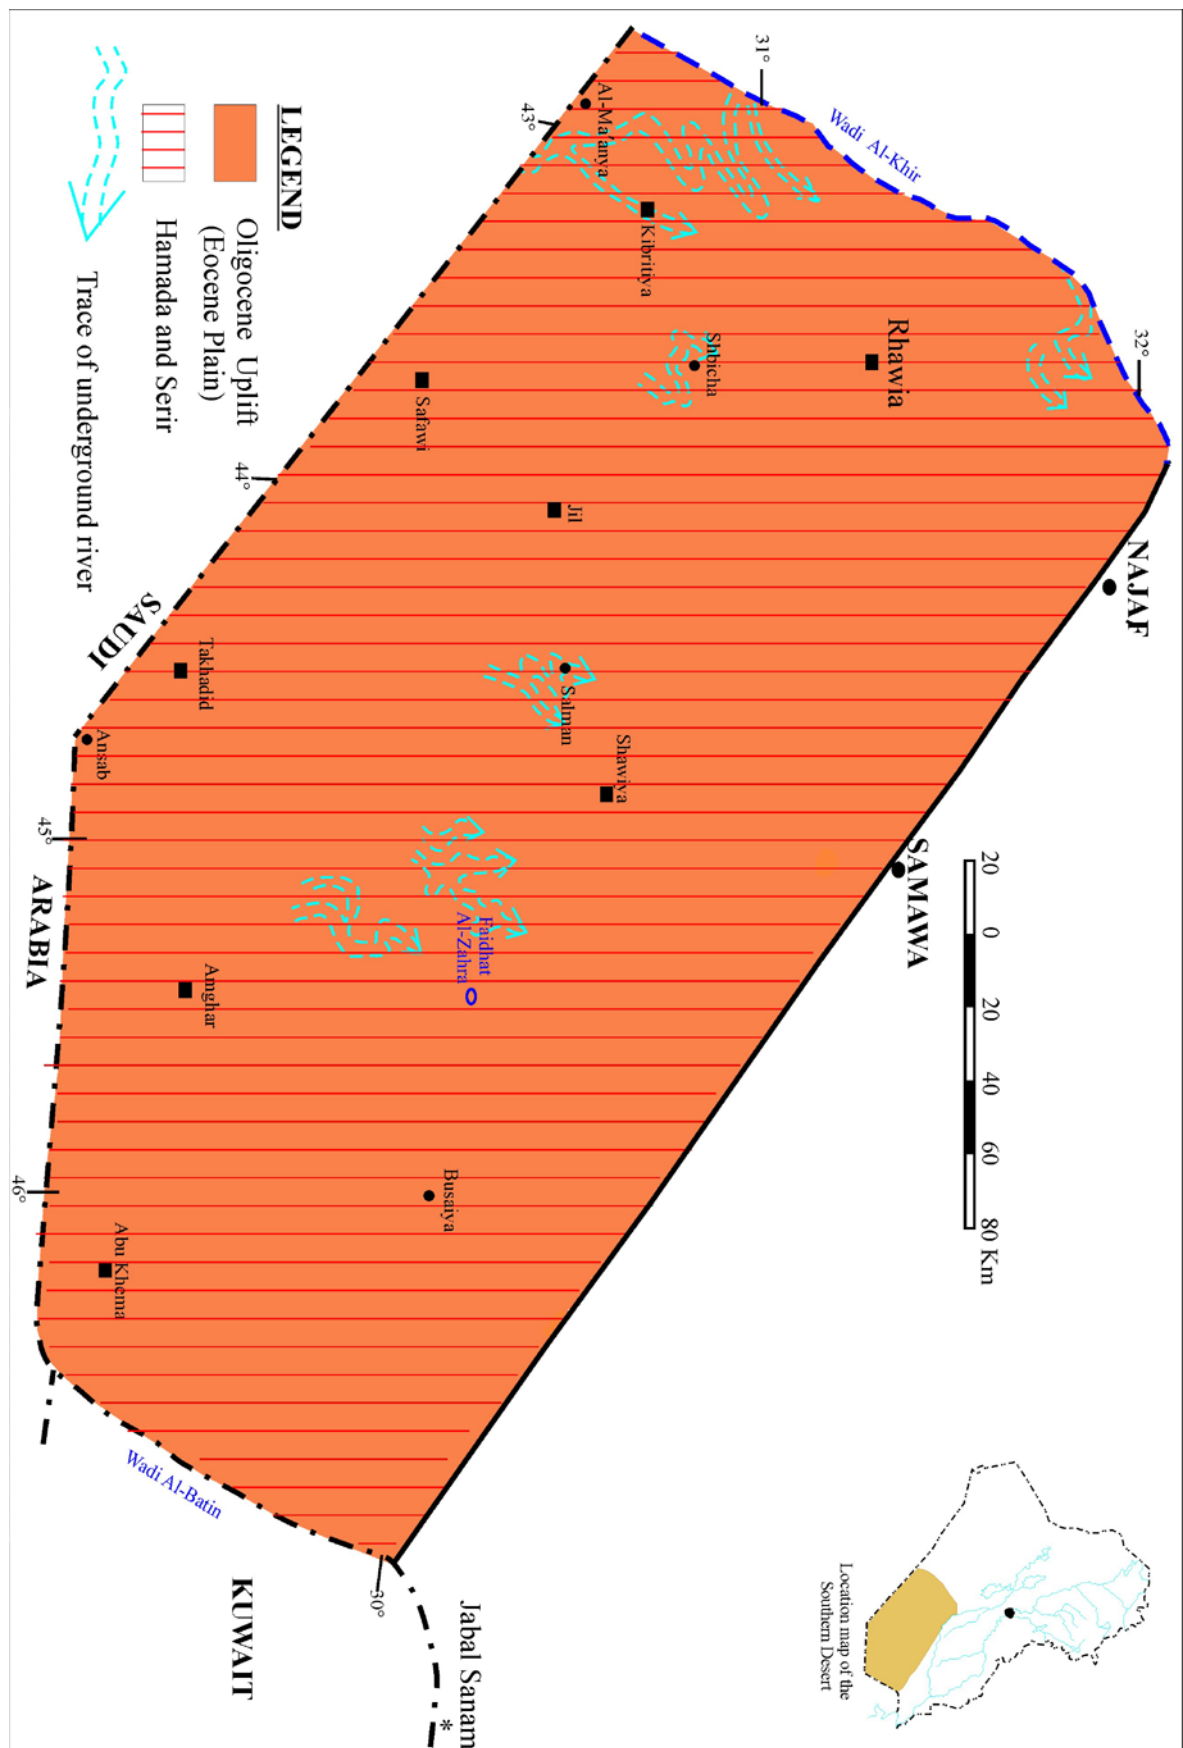 31°
32°
Wadi Al-Khir
Al-Ma'anya
43°
Kibritiya
Rhawia
Shbicha
Safawi
44°
Jil
NAJAF
SAUDI
Takhadid
Ansab
Salman
Shawiya
SAMAWA
45°
ARABIA
Faidhat
Al-Zahra
Amghar
46°
Busaiya
Abu Khema
Wadi Al-Batin
KUWAIT
30°
Jabal Sanam
*
20 0 20 40 60 80 Km
Location map of the
Southern Desert
LEGEND
Oligocene Uplift
(Eocene Plain)
Hamada and Serir
Trace of underground river